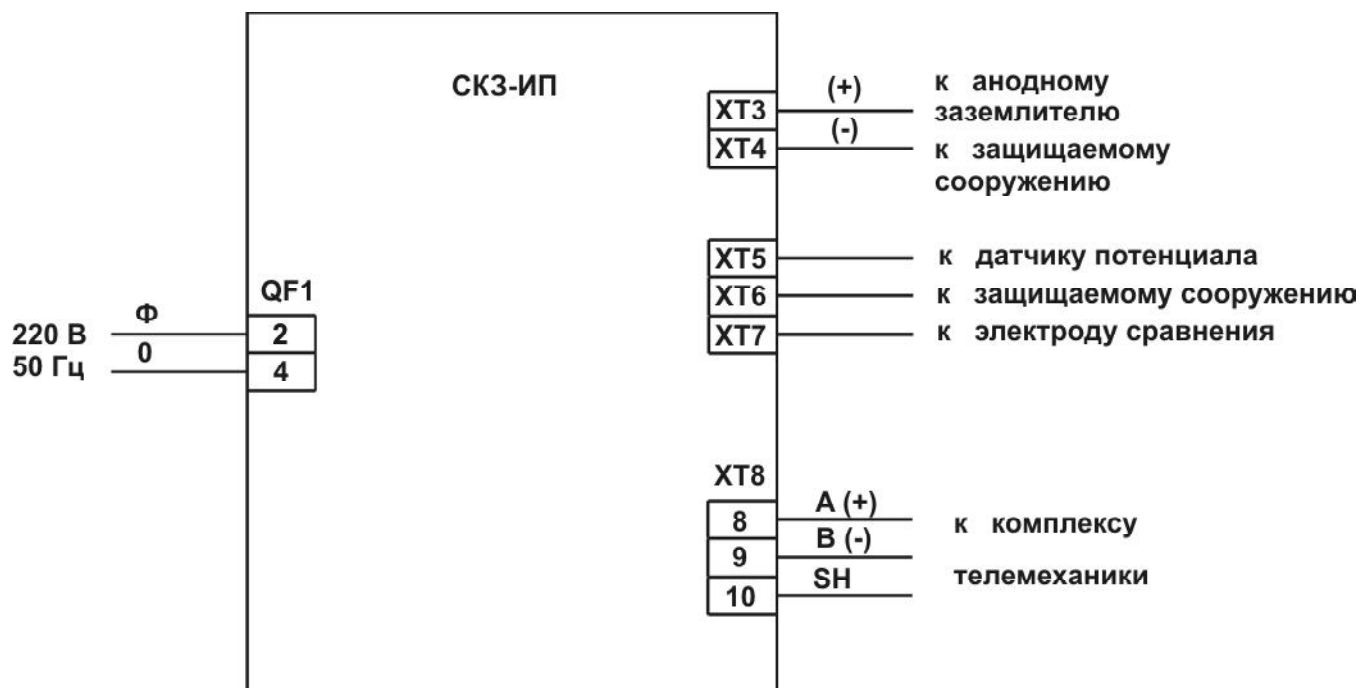 СКЗ-ИП
XT3
(+)
к анодному
заземлителю
XT4
(-)
к защищаемому
сооружению
XT5
к датчику потенциала
XT6
к защищаемому сооружению
XT7
к электроду сравнения
QF1
220 В
50 Гц
Ф
2
0
4
XT8
8
A (+)
9
B (-)
10
SH
к комплексу
телемеханики